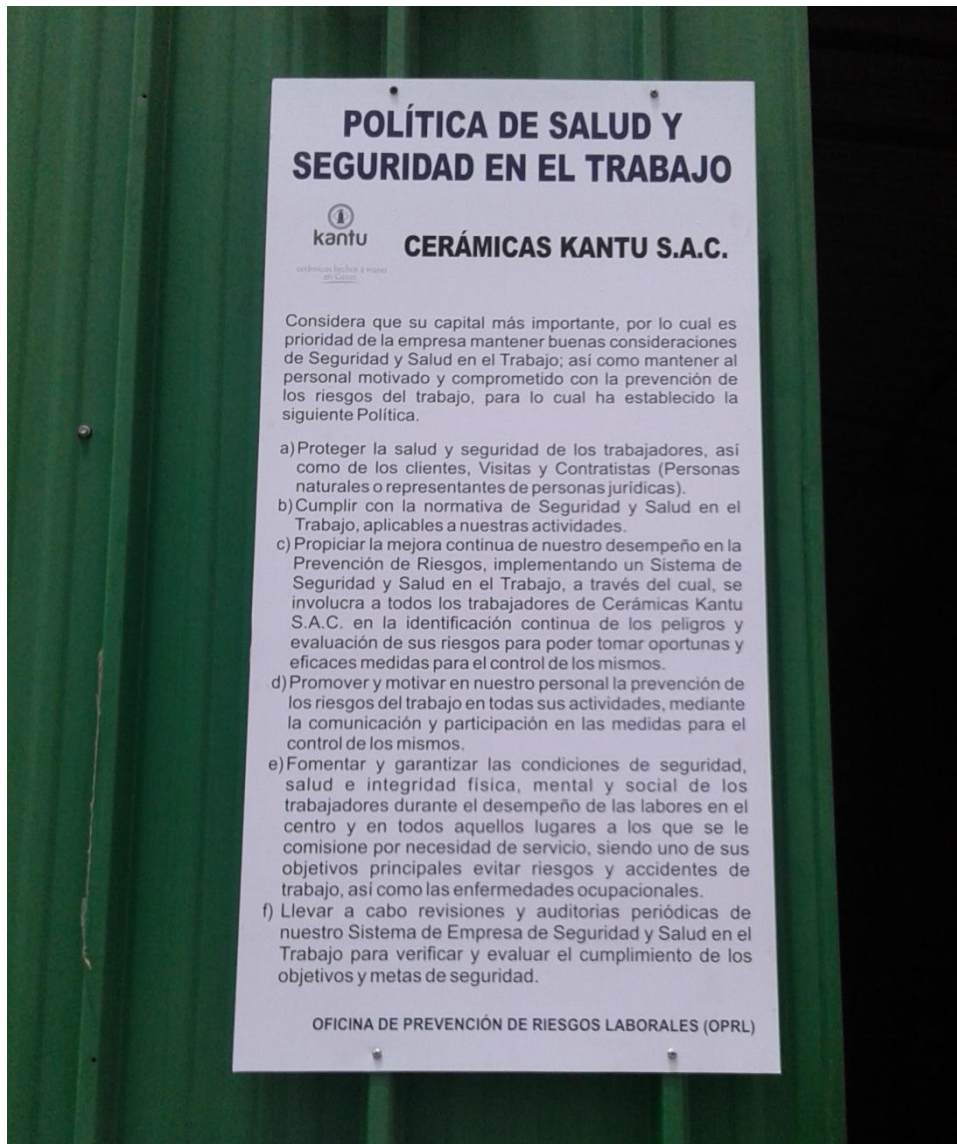 POLÍTICA DE SALUD Y
SEGURIDAD EN EL TRABAJO
kantu
cerámicas hechas a mano
en Cusco
CERÁMICAS KANTU S.A.C.
Considera que su capital más importante, por lo cual es
prioridad de la empresa mantener buenas consideraciones
de Seguridad y Salud en el Trabajo; así como mantener al
personal motivado y comprometido con la prevención de
los riesgos del trabajo, para lo cual ha establecido la
siguiente Política.
a) Proteger la salud y seguridad de los trabajadores, así
como de los clientes, Visitas y Contratistas (Personas
naturales o representantes de personas jurídicas).
b) Cumplir con la normativa de Seguridad y Salud en el
Trabajo, aplicables a nuestras actividades.
c) Propiciar la mejora continua de nuestro desempeño en la
Prevención de Riesgos, implementando un Sistema de
Seguridad y Salud en el Trabajo, a través del cual, se
involucra a todos los trabajadores de Cerámicas Kantu
S.A.C. en la identificación continua de los peligros y
evaluación de sus riesgos para poder tomar oportunas y
eficaces medidas para el control de los mismos.
d) Promover y motivar en nuestro personal la prevención de
los riesgos del trabajo en todas sus actividades, mediante
la comunicación y participación en las medidas para el
control de los mismos.
e) Fomentar y garantizar las condiciones de seguridad,
salud e integridad física, mental y social de los
trabajadores durante el desempeño de las labores en el
centro y en todos aquellos lugares a los que se le
comisione por necesidad de servicio, siendo uno de sus
objetivos principales evitar riesgos y accidentes de
trabajo, así como las enfermedades ocupacionales.
f) Llevar a cabo revisiones y auditorias periódicas de
nuestro Sistema de Empresa de Seguridad y Salud en el
Trabajo para verificar y evaluar el cumplimiento de los
objetivos y metas de seguridad.
OFICINA DE PREVENCIÓN DE RIESGOS LABORALES (OPRL)